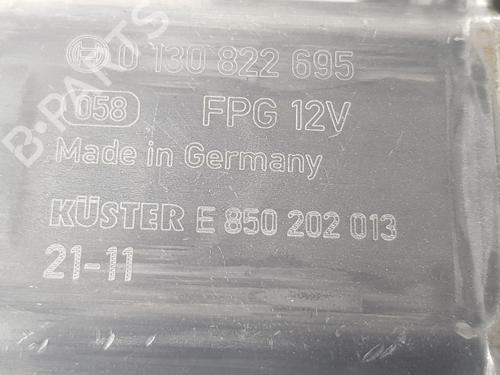 0 130 822 695
058 FPG 12V
Made in Germany
KÜSTER E 850 202 013
21-11
B-PARTS